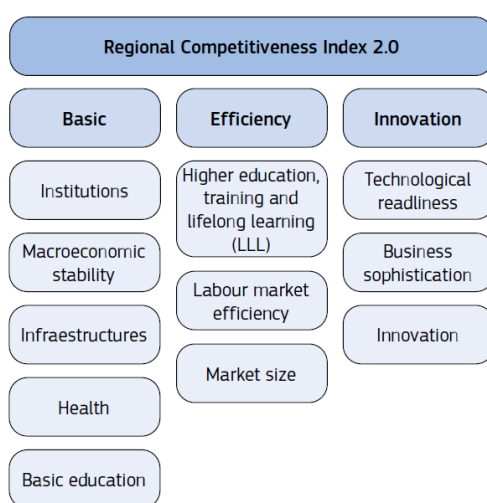 Regional Competitiveness Index 2.0
Basic
Institutions
Macroeconomic
stability
Infraestructures
Health
Basic education
Efficiency
Higher education,
training and
lifelong learning
(LLL)
Labour market
efficiency
Market size
Innovation
Technological
readiness
Business
sophistication
Innovation